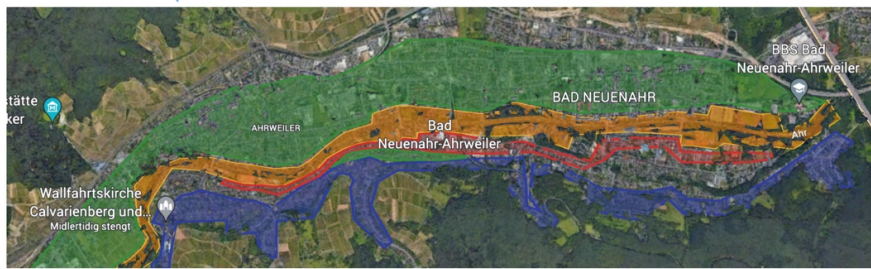 BBS Bad
Neuenahr-Ahrweiler
stätte
ker
BAD NEUENAHR
AHRWEILER
Bad
Neuenahr-Ahrweiler
Ahr
Wallfahrtskirche
Calvarienberg und...
Midlertidig stengt